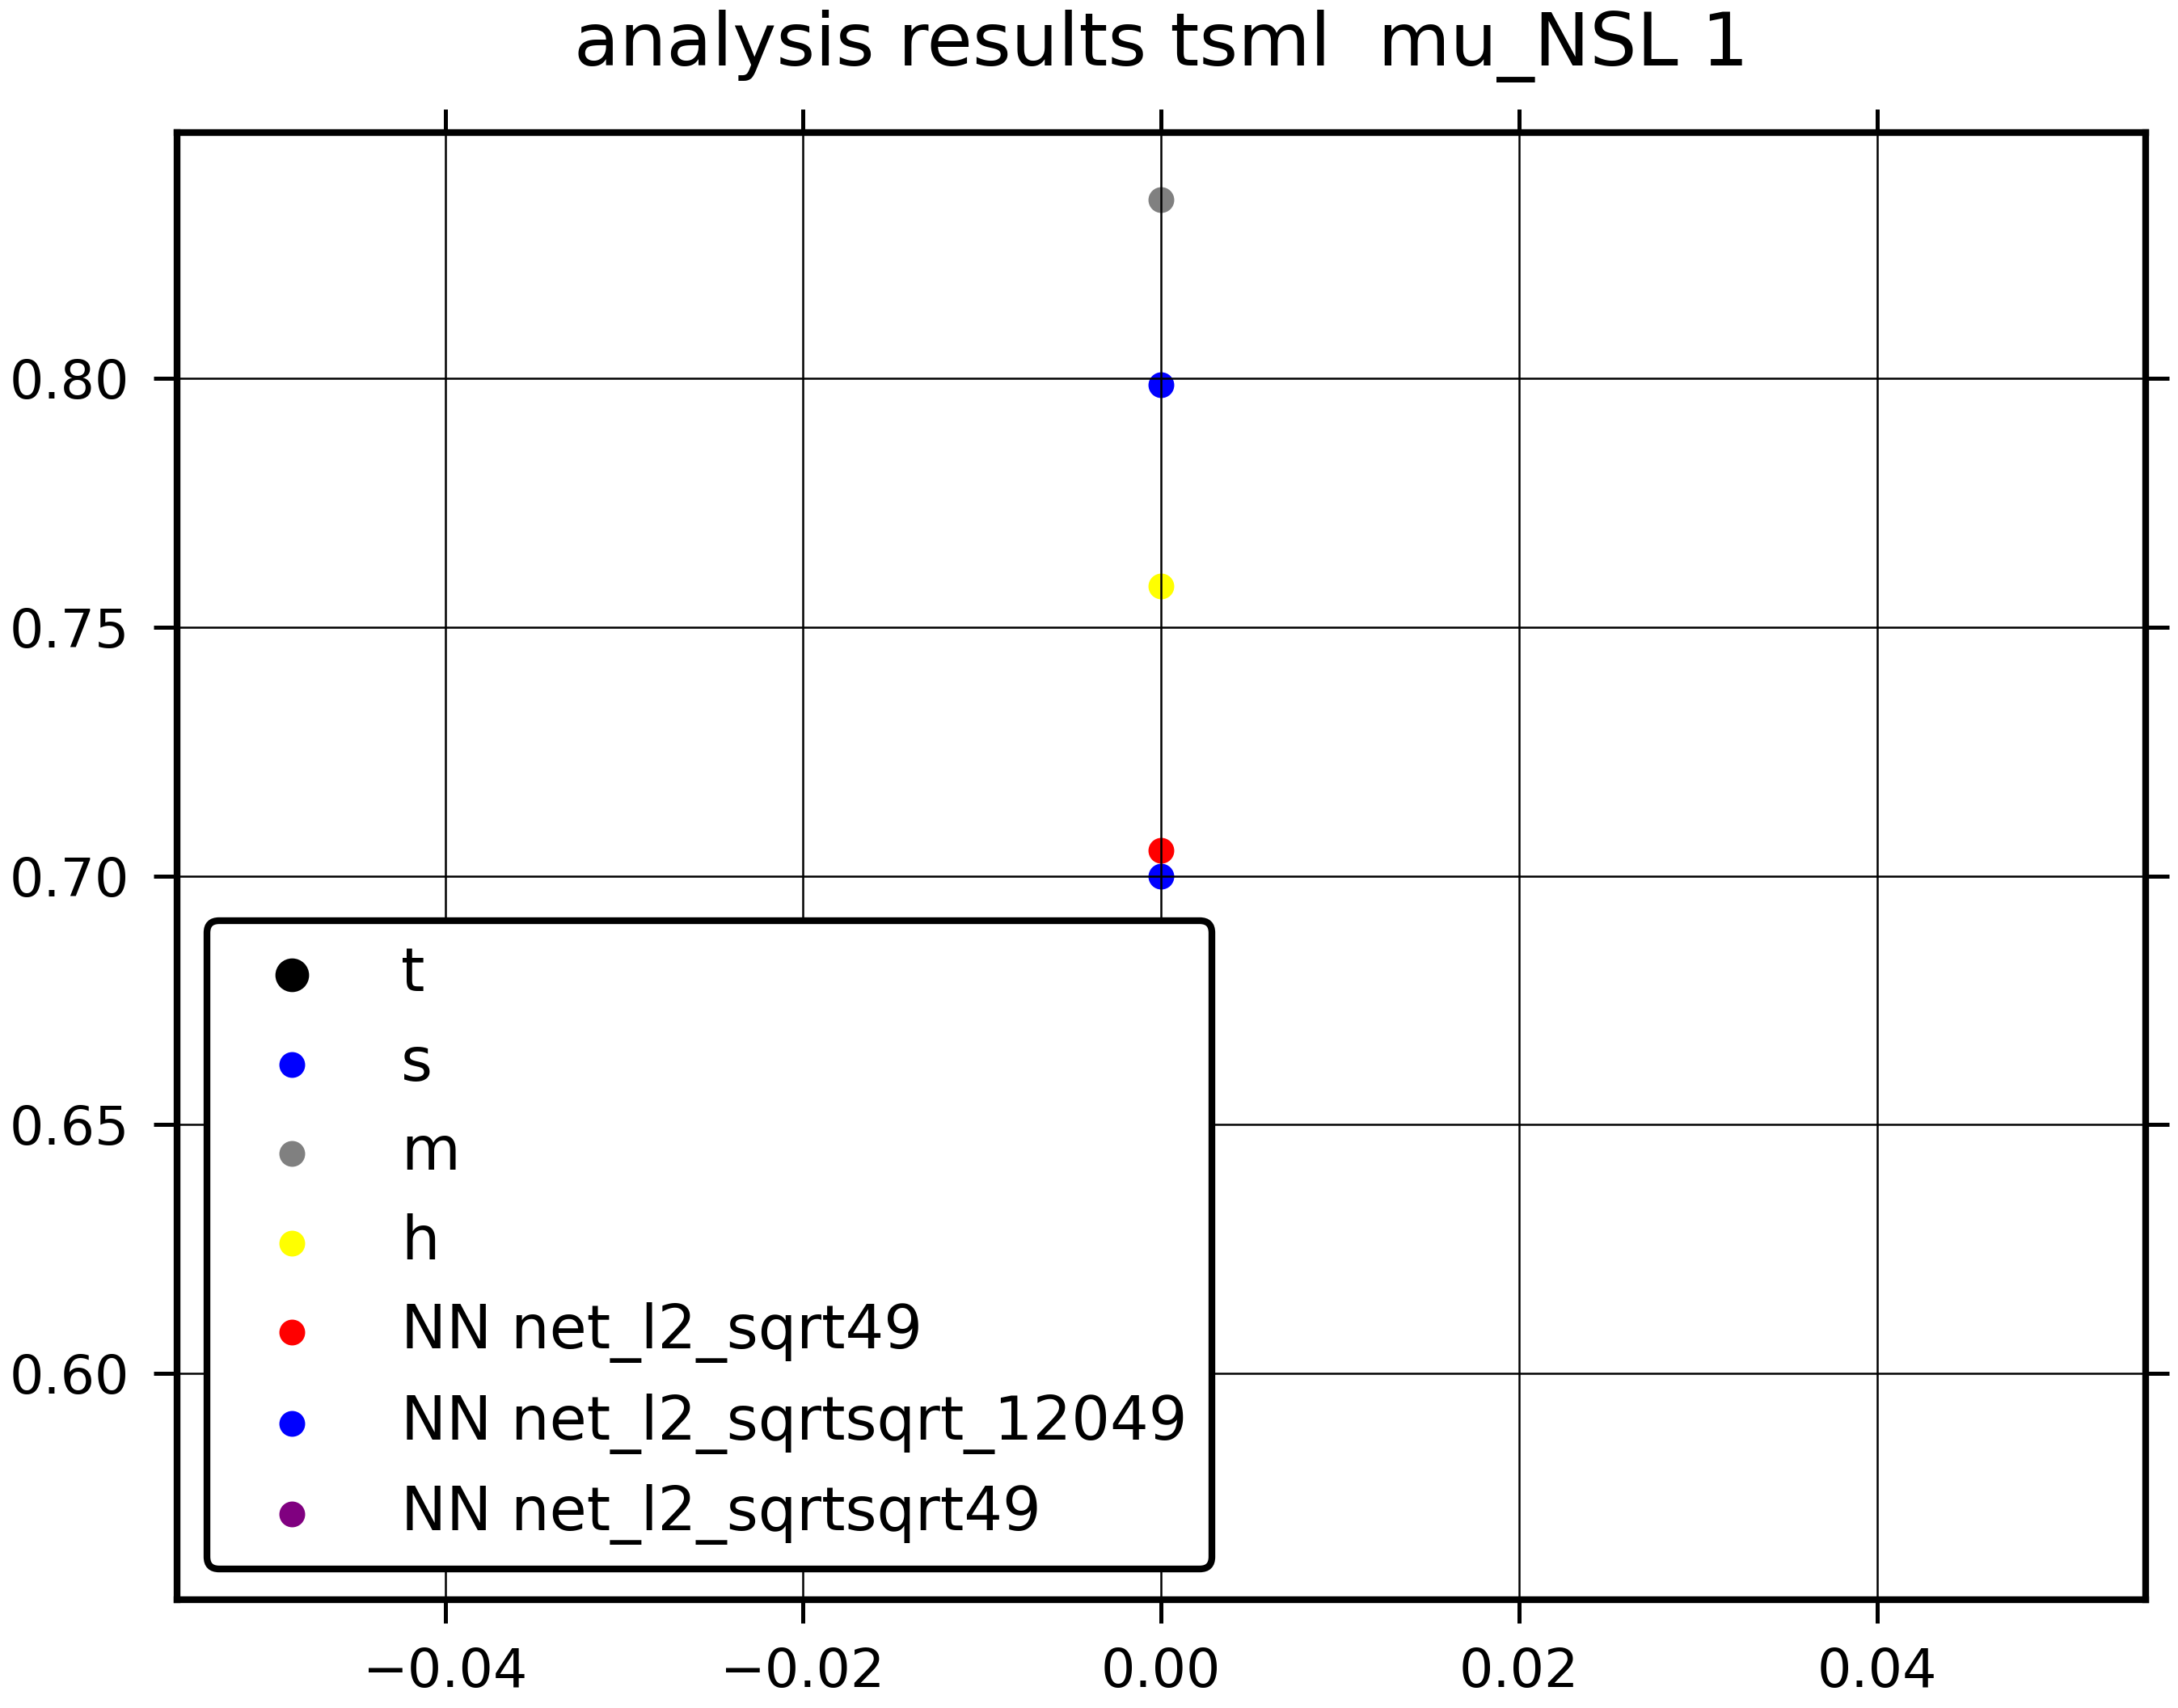 analysis results tsml  mu_NSL 1
0.80
0.75
0.70
0.65
0.60
t
s
m
h
NN net_l2_sqrt49
NN net_l2_sqrtsqrt_12049
NN net_l2_sqrtsqrt49
−0.04 −0.02 0.00 0.02 0.04